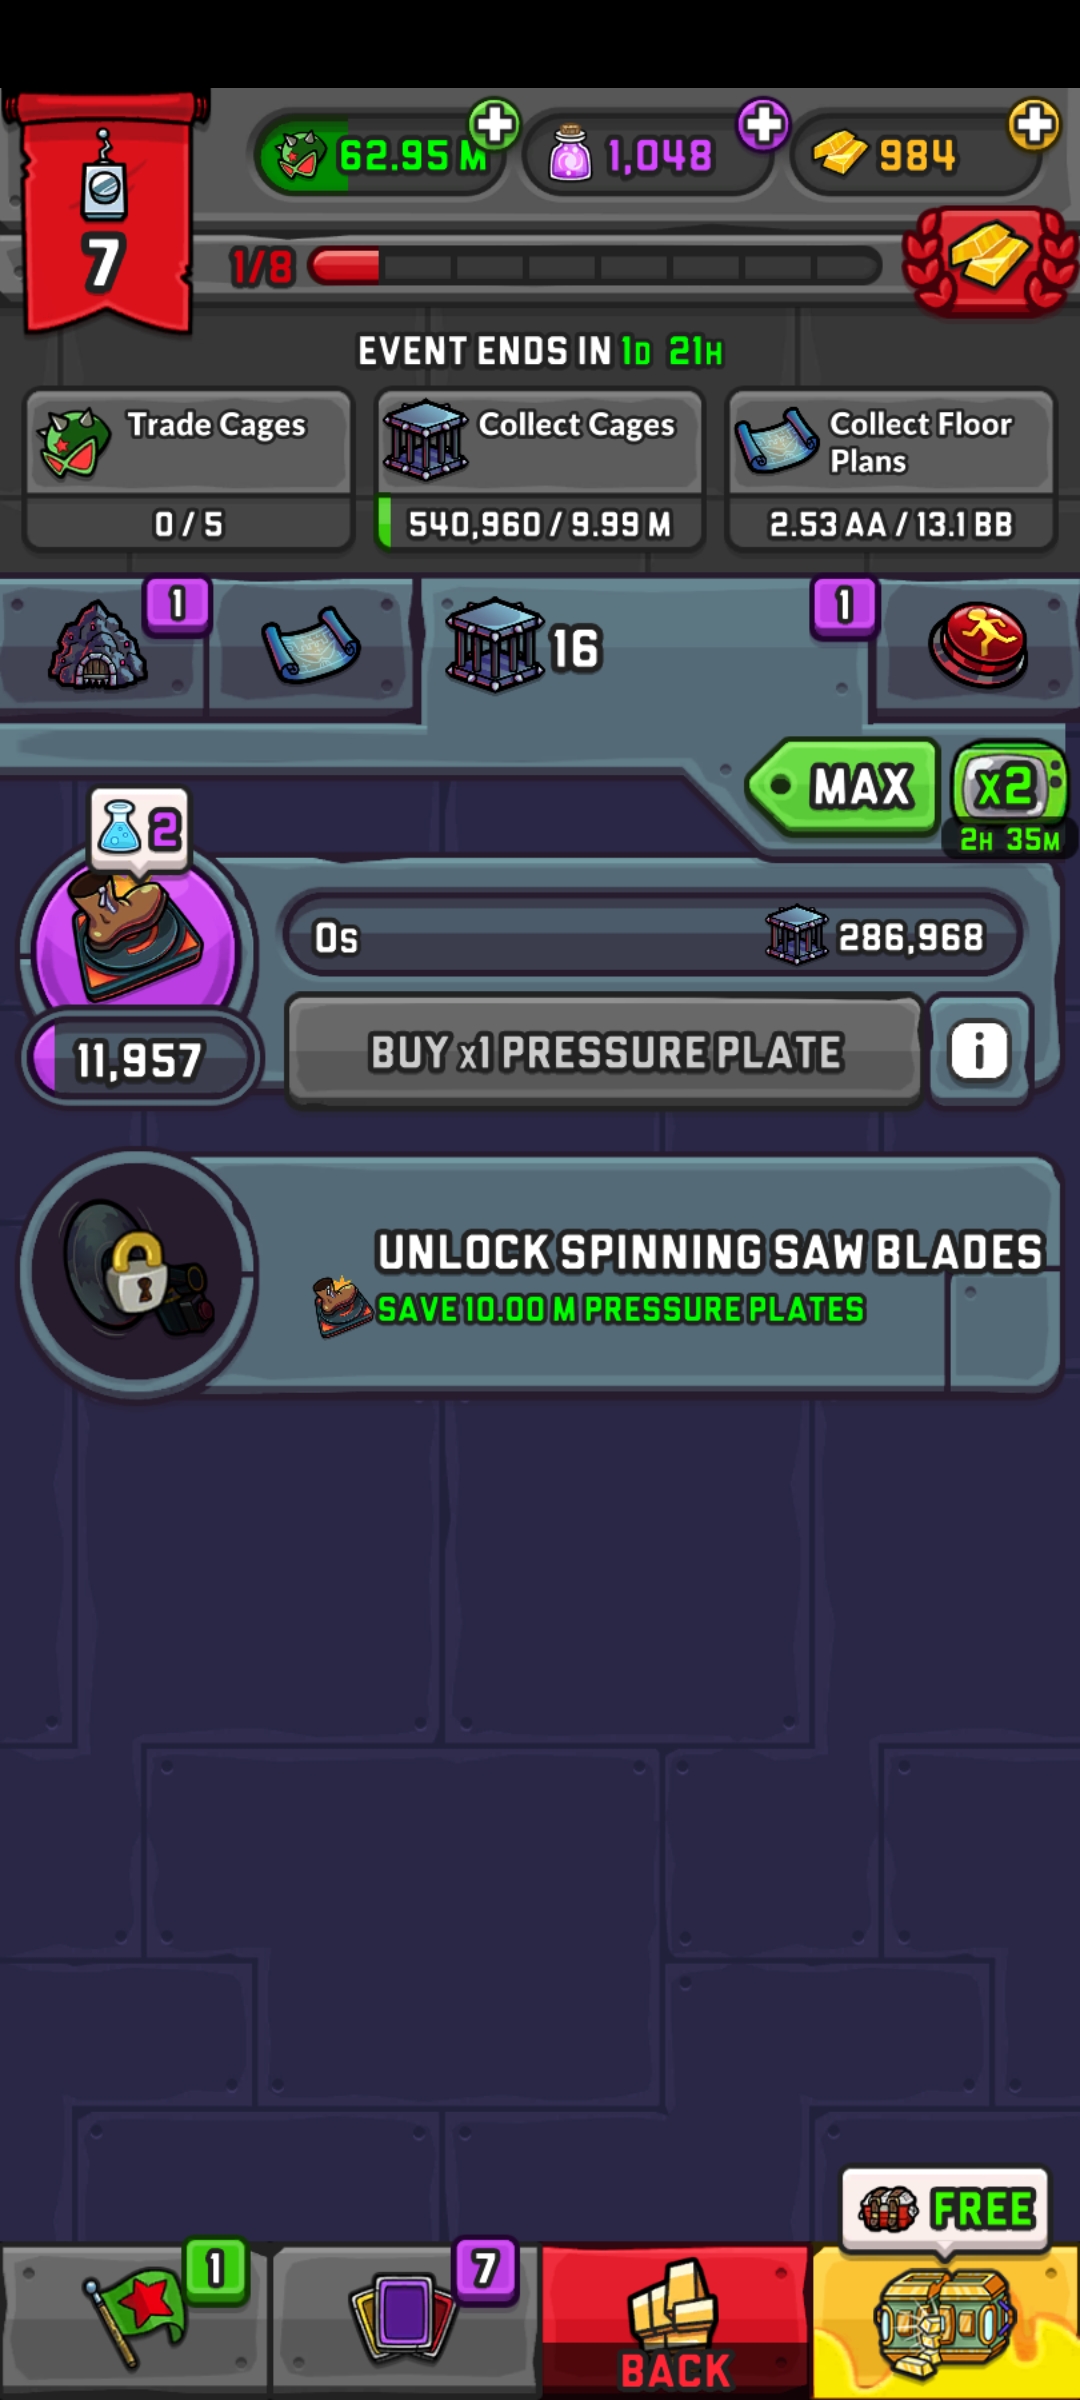 62.95 M
1,048
984
7
1/8
EVENT ENDS IN 1D 21H
Trade Cages
0 / 5
Collect Cages
540,960 / 9.99 M
Collect Floor
Plans
2.53 AA / 13.1 BB
1
16
1
MAX
x2
2H 35M
2
0s
286,968
11,957
BUY x1 PRESSURE PLATE
i
UNLOCK SPINNING SAW BLADES
SAVE 10.00 M PRESSURE PLATES
FREE
1
7
BACK